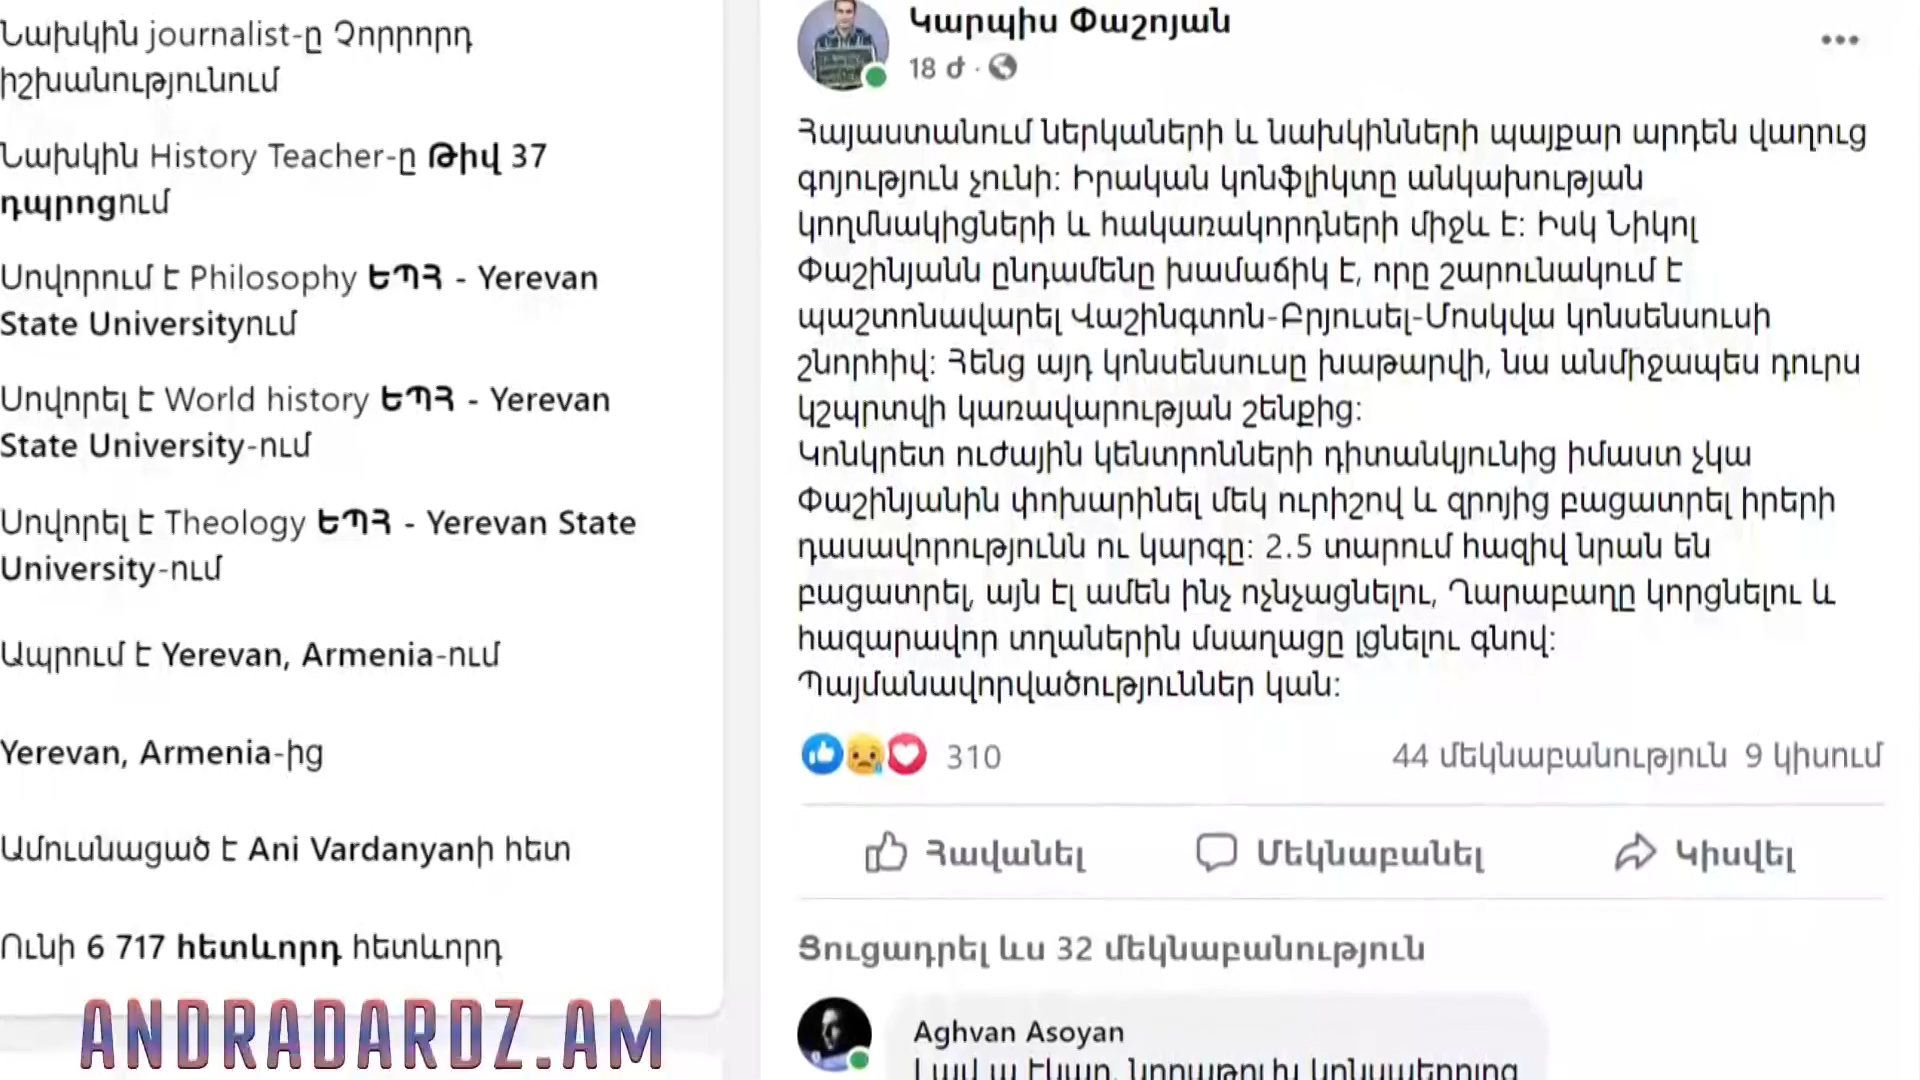 Նախկին journalist-ը Չորրորդ
իշխանությունում
Նախկին History Teacher-ը Թիվ 37
դպրոցում
Սովորում է Philosophy ԵՊՀ - Yerevan
State Universityում
Սովորել է World history ԵՊՀ - Yerevan
State University-ում
Սովորել է Theology ԵՊՀ - Yerevan State
University-ում
Ապրում է Yerevan, Armenia-ում
Yerevan, Armenia-ից
Ամուսնացած է Ani Vardanyanի հետ
Ունի 6 717 հետևորդ հետևորդ
ANDRADARDZ.AM
Կարպիս Փաշոյան
18 ժ ·
Հայաստանում ներկաների և նախկինների պայքար արդեն վաղուց
գոյություն չունի: Իրական կոնֆլիկտը անկախության
կողմնակիցների և հակառակորդների միջև է: Իսկ Նիկոլ
Փաշինյանն ընդամենը խամաճիկ է, որը շարունակում է
պաշտոնավարել Վաշինգտոն-Բրյուսել-Մոսկվա կոնսենսուսի
շնորհիվ: Հենց այդ կոնսենսուսը խաթարվի, նա անմիջապես դուրս
կշպրտվի կառավարության շենքից:
Կոնկրետ ուժային կենտրոնների դիտանկյունից իմաստ չկա
Փաշինյանին փոխարինել մեկ ուրիշով և զրոյից բացատրել իրերի
դասավորությունն ու կարգը: 2.5 տարում հազիվ նրան են
բացատրել, այն էլ ամեն ինչ ոչնչացնելու, Ղարաբաղը կորցնելու և
հազարավոր տղաներին մսաղացը լցնելու գնով:
Պայմանավորվածություններ կան:
310
44 մեկնաբանություն 9 կիսում
Հավանել
Մեկնաբանել
Կիսվել
Ցուցադրել ևս 32 մեկնաբանություն
Aghvan Asoyan